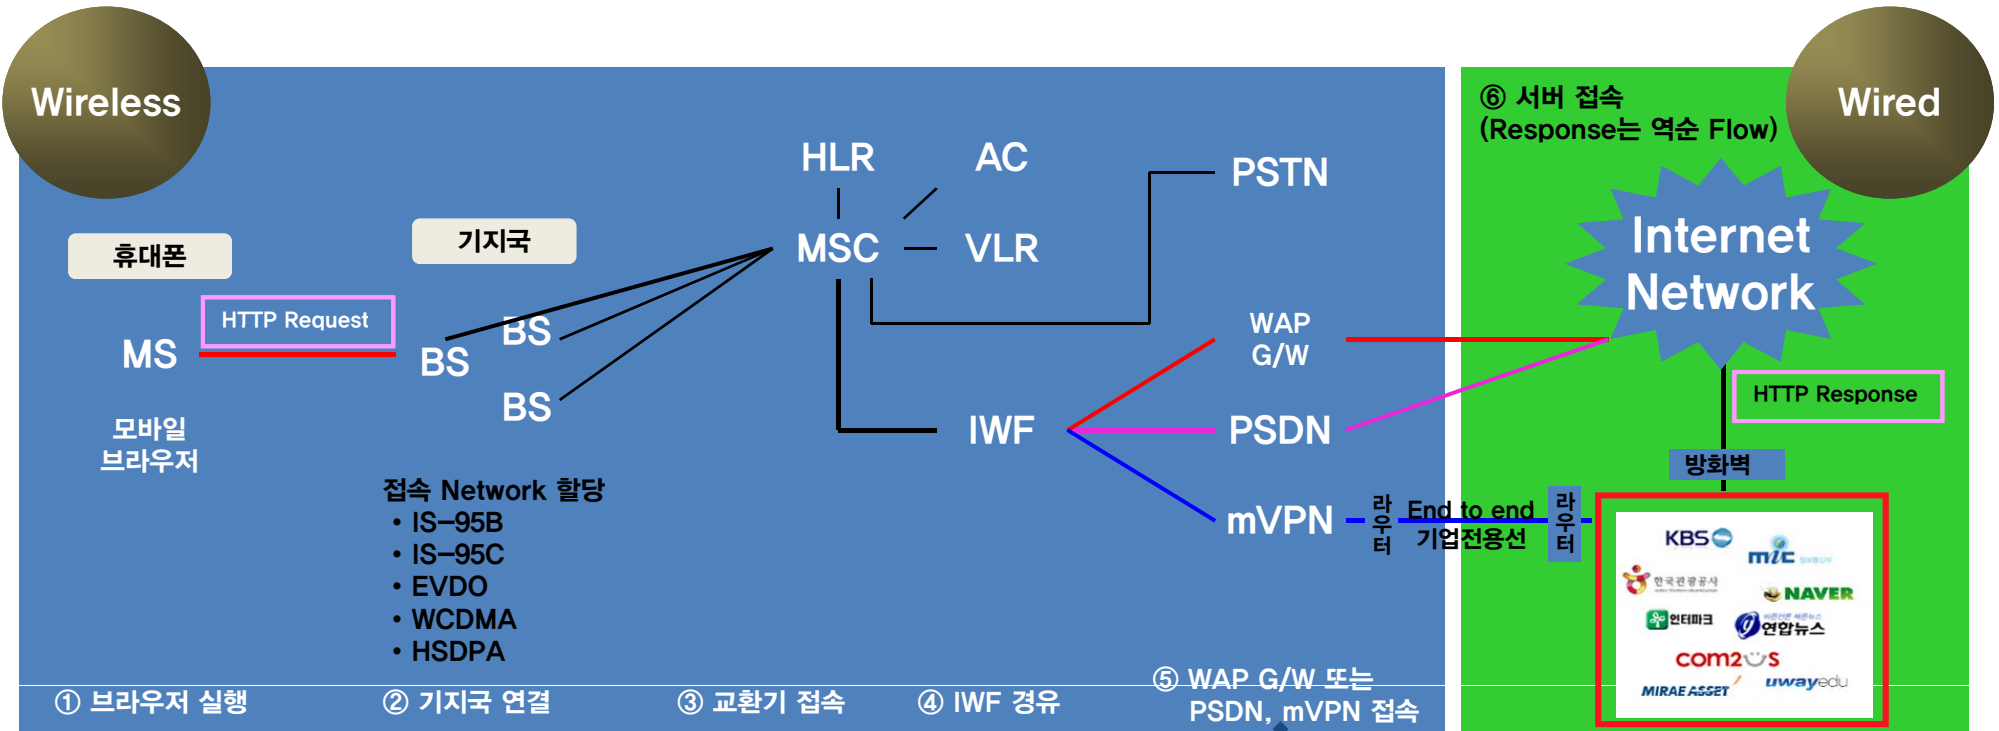 Wireless
Wired
⑥ 서버 접속
(Response는 역순 Flow)
HLR
AC
PSTN
휴대폰
기지국
MSC
VLR
Internet
Network
HTTP Request
MS
BS
BS
BS
WAP
G/W
HTTP Response
모바일
브라우저
IWF
PSDN
방화벽
접속 Network 할당
• IS-95B
• IS-95C
• EVDO
• WCDMA
• HSDPA
mVPN
라우터
End to end
기업전용선
라우터
KBS
mic
한국관광공사
NAVER
인터파크
연합뉴스
com2us
MIRAE ASSET
uwayedu
① 브라우저 실행
② 기지국 연결
③ 교환기 접속
④ IWF 경유
⑤ WAP G/W 또는
PSDN, mVPN 접속